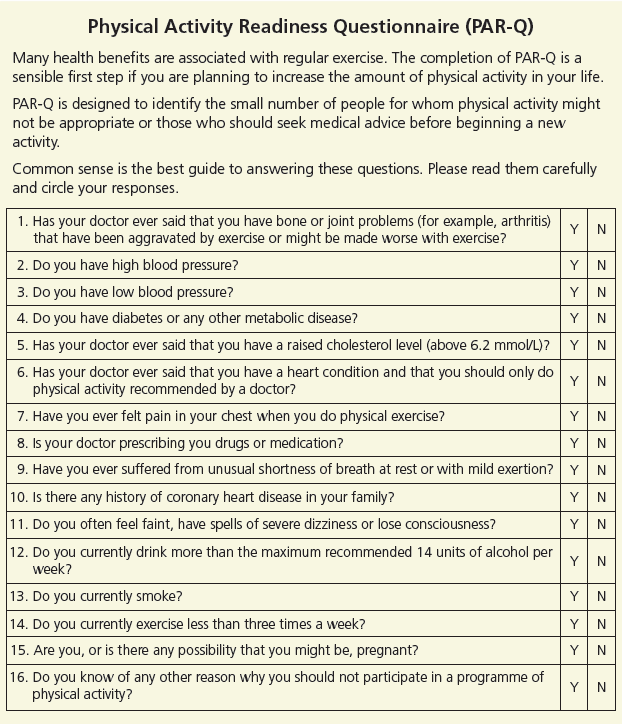 Physical Activity Readiness Questionnaire (PAR-Q)
Many health benefits are associated with regular exercise. The completion of PAR-Q is a
sensible first step if you are planning to increase the amount of physical activity in your life.
PAR-Q is designed to identify the small number of people for whom physical activity might
not be appropriate or those who should seek medical advice before beginning a new
activity.
Common sense is the best guide to answering these questions. Please read them carefully
and circle your responses.
1. Has your doctor ever said that you have bone or joint problems (for example, arthritis)
that have been aggravated by exercise or might be made worse with exercise? Y N
2. Do you have high blood pressure? Y N
3. Do you have low blood pressure? Y N
4. Do you have diabetes or any other metabolic disease? Y N
5. Has your doctor ever said that you have a raised cholesterol level (above 6.2 mmol/L)? Y N
6. Has your doctor ever said that you have a heart condition and that you should only do
physical activity recommended by a doctor? Y N
7. Have you ever felt pain in your chest when you do physical exercise? Y N
8. Is your doctor prescribing you drugs or medication? Y N
9. Have you ever suffered from unusual shortness of breath at rest or with mild exertion? Y N
10. Is there any history of coronary heart disease in your family? Y N
11. Do you often feel faint, have spells of severe dizziness or lose consciousness? Y N
12. Do you currently drink more than the maximum recommended 14 units of alcohol per
week? Y N
13. Do you currently smoke? Y N
14. Do you currently exercise less than three times a week? Y N
15. Are you, or is there any possibility that you might be, pregnant? Y N
16. Do you know of any other reason why you should not participate in a programme of
physical activity? Y N